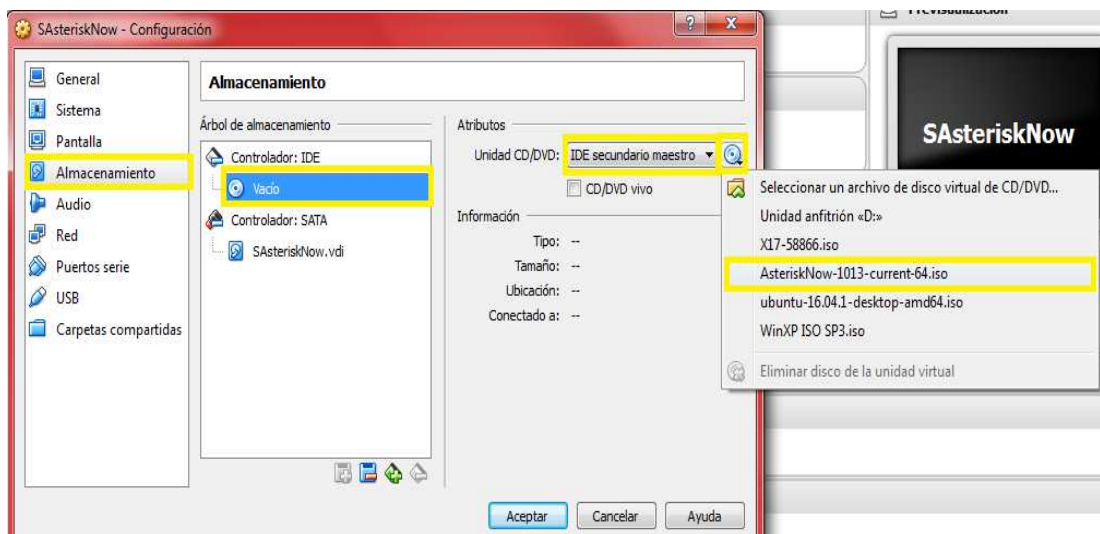 SAsteriskNow - Configuración
General
Sistema
Pantalla
Almacenamiento
Audio
Red
Puertos serie
USB
Carpetas compartidas
Almacenamiento
Árbol de almacenamiento
Controlador: IDE
Vacío
Controlador: SATA
SAsteriskNow.vdi
Atributos
Unidad CD/DVD: IDE secundario maestro
CD/DVD vivo
Información
Tipo: --
Tamaño: --
Ubicación: --
Conectado a: --
Aceptar Cancelar Ayuda
Previsualización
SAsteriskNow
Seleccionar un archivo de disco virtual de CD/DVD...
Unidad anfitrión «D:»
X17-58866.iso
AsteriskNow-1013-current-64.iso
ubuntu-16.04.1-desktop-amd64.iso
WinXP ISO SP3.iso
Eliminar disco de la unidad virtual